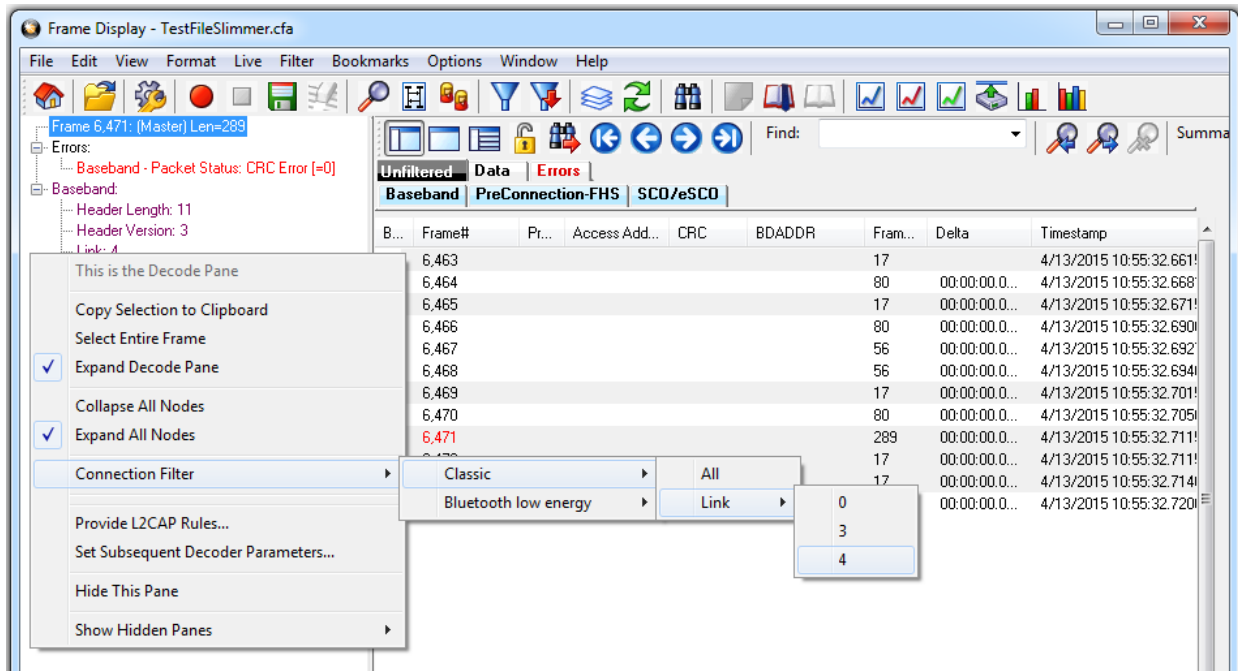 Frame Display - TestFileSlimmer.cfa
File Edit View Format Live Filter Bookmarks Options Window Help
Frame 6,471: (Master) Len=289
Errors:
Baseband - Packet Status: CRC Error [=0]
Baseband:
Header Length: 11
Header Version: 3
Link: 4
Find:
Summa
Unfiltered Data Errors
Baseband PreConnection-FHS SCO/eSCO
B... Frame# Pr... Access Add... CRC BDADDR Fram... Delta Timestamp
6,463 17 4/13/2015 10:55:32.661
6,464 80 00:00:00.0... 4/13/2015 10:55:32.668
6,465 17 00:00:00.0... 4/13/2015 10:55:32.671
6,466 80 00:00:00.0... 4/13/2015 10:55:32.690
6,467 56 00:00:00.0... 4/13/2015 10:55:32.692
6,468 56 00:00:00.0... 4/13/2015 10:55:32.694
6,469 17 00:00:00.0... 4/13/2015 10:55:32.701
6,470 80 00:00:00.0... 4/13/2015 10:55:32.705
6,471 289 00:00:00.0... 4/13/2015 10:55:32.711
17 00:00:00.0... 4/13/2015 10:55:32.711
17 00:00:00.0... 4/13/2015 10:55:32.714
00:00:00.0... 4/13/2015 10:55:32.720
This is the Decode Pane
Copy Selection to Clipboard
Select Entire Frame
Expand Decode Pane
Collapse All Nodes
Expand All Nodes
Connection Filter
Provide L2CAP Rules...
Set Subsequent Decoder Parameters...
Hide This Pane
Show Hidden Panes
Classic
Bluetooth low energy
All
Link
0
3
4